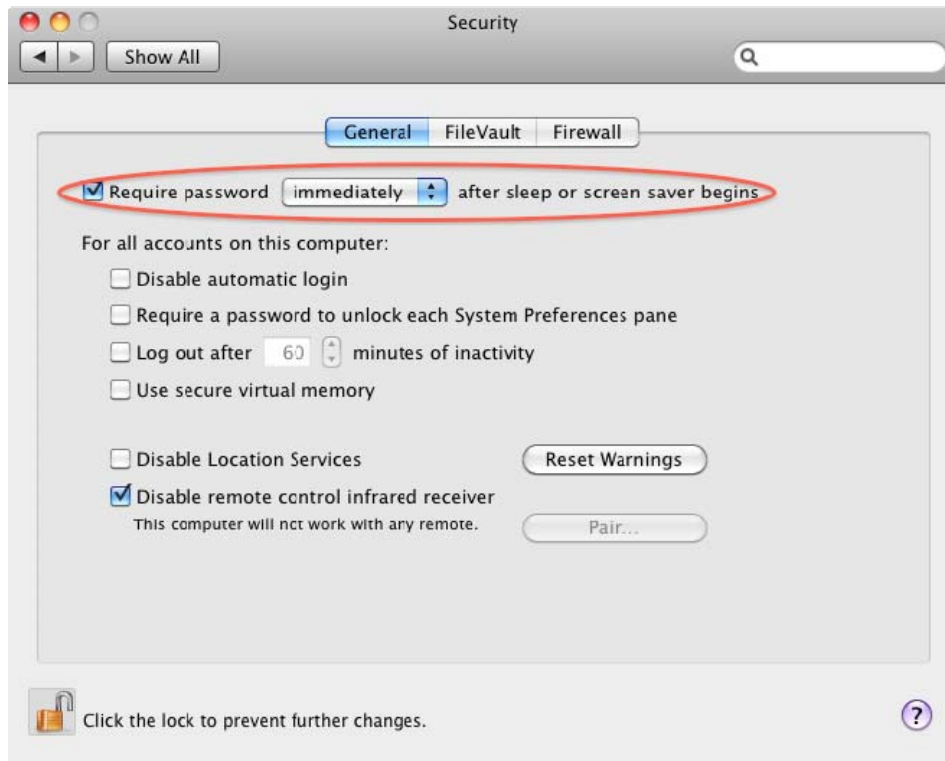 Security
Show All
General FileVault Firewall
Require password immediately after sleep or screen saver begins
For all accounts on this computer:
Disable automatic login
Require a password to unlock each System Preferences pane
Log out after 60 minutes of inactivity
Use secure virtual memory
Disable Location Services Reset Warnings
Disable remote control infrared receiver
This computer will not work with any remote. Pair...
Click the lock to prevent further changes. ?